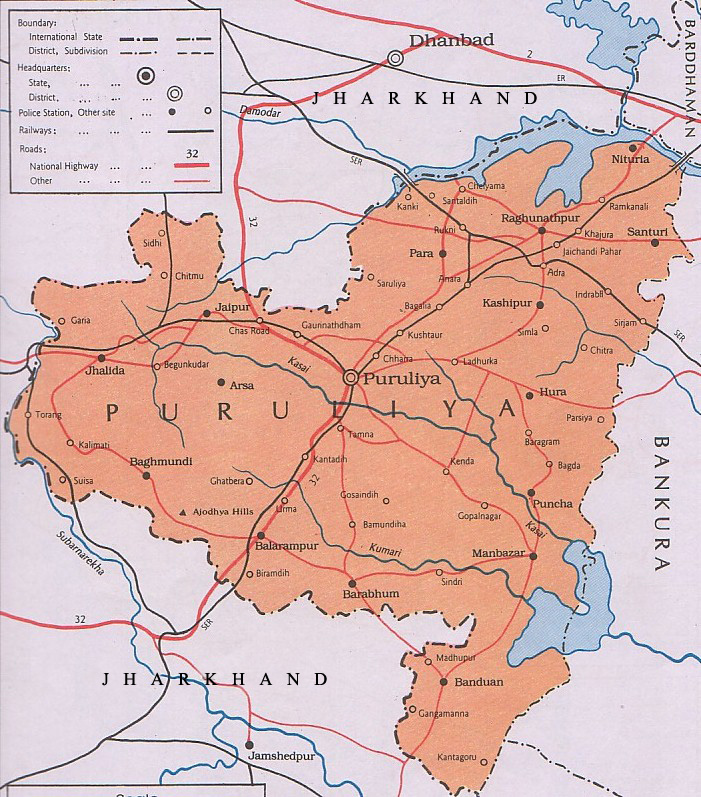 Boundary:
International State
District, Subdivision
Headquarters:
State, ... ...
District, ... ...
Police Station, Other site ...
Railways: ... ...
Roads: 32
National Highway ... ...
Other ... ...
Dhanbad
2
ER
BARDDHAMAN
JHARKHAND
Damodar
SER
Nituria
Chelyama
Santaldih
Kanki
Ramkanali
Raghunathpur
Rukni
Khajura
Santuri
32
Sidhi
Para
Jaichandi Pahar
Chitmu
Saruliya
Anara
Adra
Indrabil
Jaipur
Bagalia
Kashipur
Garia
Chas Road
Gaunnathdham
Kushtaur
Simla
Sirjam
SER
Chitra
Jhalida
Begunkudar
Kasai
Chharra
Ladhurka
Puruliya
Arsa
Hura
PURULIYA
Torang
Parsiya
Tamna
Kalimati
Baragram
BANKURA
Baghmundi
Kantadih
Kenda
Bagda
Suisa
Ghatbera
32
Gosaindih
Puncha
Ajodhya Hills
Urma
Gopalnagar
Bamundiha
Kasai
Subarnarekha
Balarampur
Kumari
Manbazar
Biramdih
Sindri
Barabhum
32
SER
Madhupur
JHARKHAND
Banduan
Gangamanna
Jamshedpur
Kantagoru